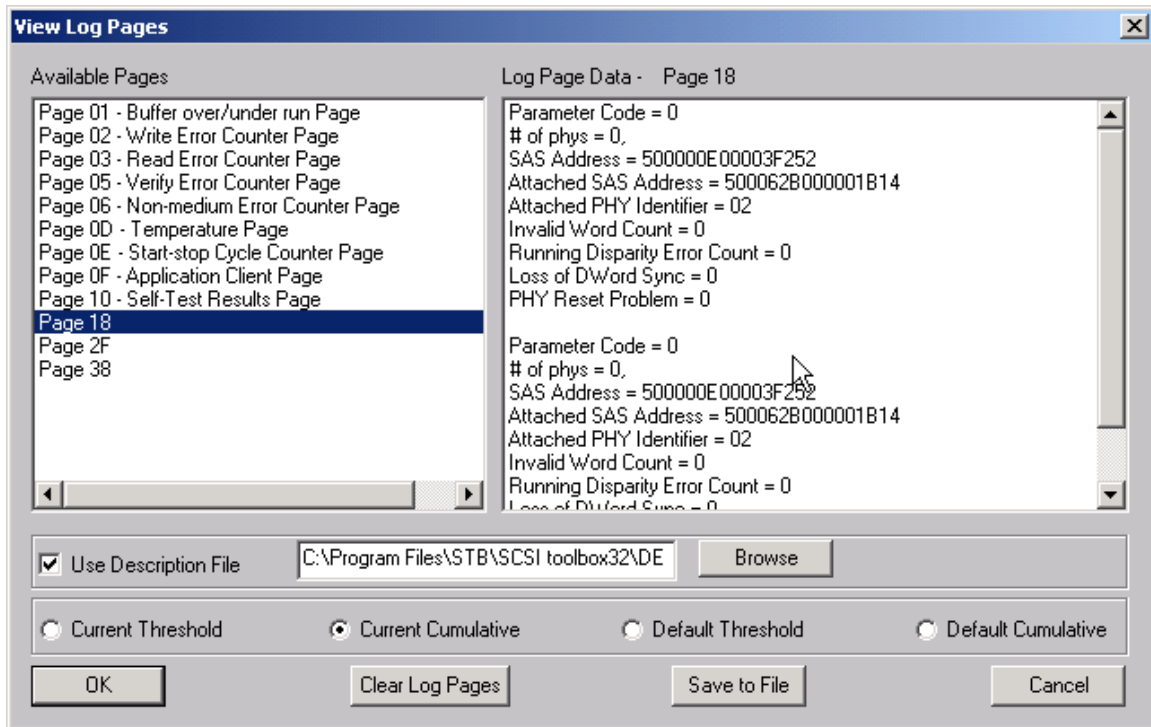 View Log Pages
Available Pages
Page 01 - Buffer over/under run Page
Page 02 - Write Error Counter Page
Page 03 - Read Error Counter Page
Page 05 - Verify Error Counter Page
Page 06 - Non-medium Error Counter Page
Page 0D - Temperature Page
Page 0E - Start-stop Cycle Counter Page
Page 0F - Application Client Page
Page 10 - Self-Test Results Page
Page 18
Page 2F
Page 38
Log Page Data - Page 18
Parameter Code = 0
# of phys = 0,
SAS Address = 500000E00003F252
Attached SAS Address = 500062B000001B14
Attached PHY Identifier = 02
Invalid Word Count = 0
Running Disparity Error Count = 0
Loss of DWord Sync = 0
PHY Reset Problem = 0
Parameter Code = 0
# of phys = 0,
SAS Address = 500000E00003F252
Attached SAS Address = 500062B000001B14
Attached PHY Identifier = 02
Invalid Word Count = 0
Running Disparity Error Count = 0
Loss of DWord Sync = 0
Use Description File C:\Program Files\STB\SCSI toolbox32\DE Browse
Current Threshold Current Cumulative Default Threshold Default Cumulative
OK Clear Log Pages Save to File Cancel